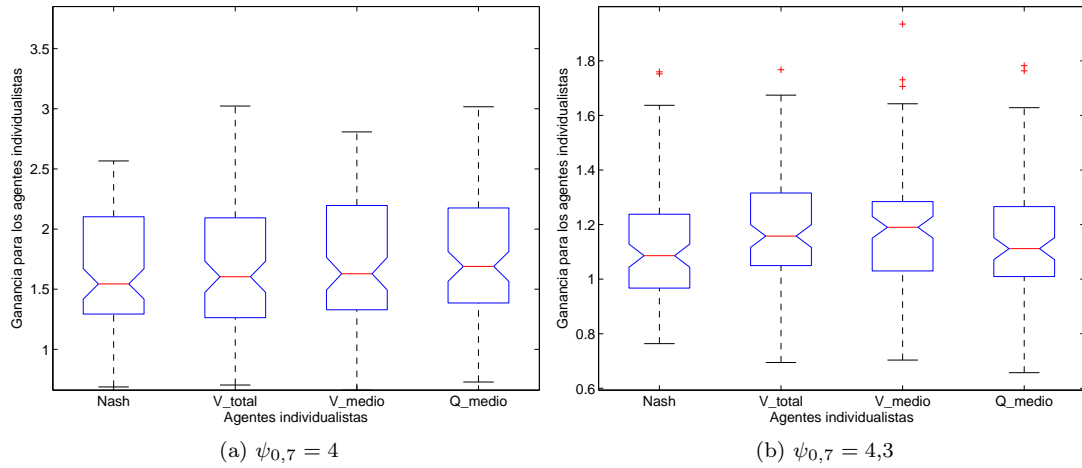 Ganancia para los agentes individualistas
3.5
3
2.5
2
1.5
1
Nash V_total V_medio Q_medio
Agentes individualistas
(a) ψ0,7 = 4
Ganancia para los agentes individualistas
1.8
1.6
1.4
1.2
1
0.8
0.6
Nash V_total V_medio Q_medio
Agentes individualistas
(b) ψ0,7 = 4,3